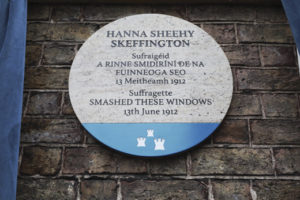 HANNA SHEEHY
SKEFFINGTON
Sufraigéid
A RINNE SMIDIRÍNÍ DE NA
FUINNEOGA SEO
13 Meitheamh 1912
Suffragette
SMASHED THESE WINDOWS
13th June 1912